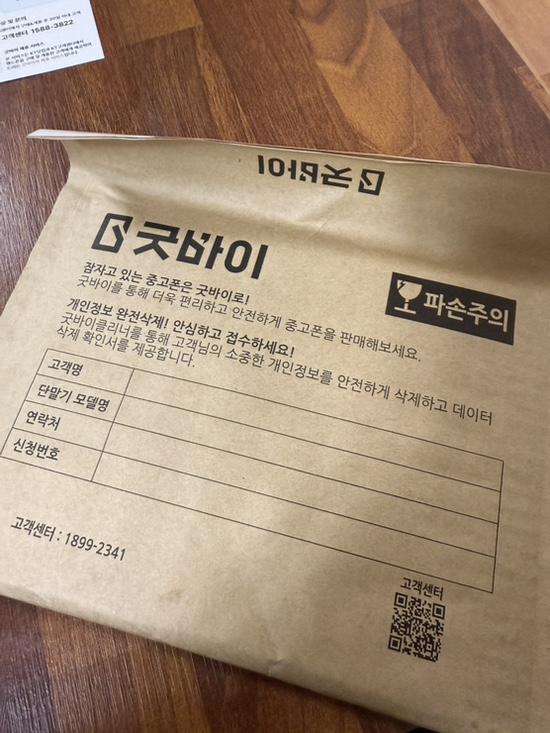 고객센터 1588-3822
굿바이
굿바이
잠자고 있는 중고폰은 굿바이로!
굿바이를 통해 더욱 편리하고 안전하게 중고폰을 판매해보세요.
파손주의
개인정보 완전삭제! 안심하고 접수하세요!
굿바이클리너를 통해 고객님의 소중한 개인정보를 안전하게 삭제하고 데이터
삭제 확인서를 제공합니다.
고객명
단말기 모델명
연락처
신청번호
고객센터 : 1899-2341
고객센터